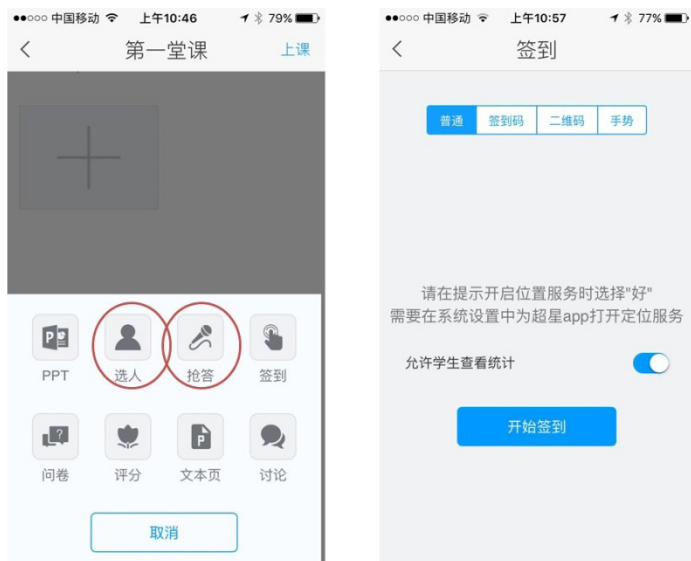 中国移动 上午10:46 79%
第一堂课 上课
PPT 选人 抢答 签到
问卷 评分 文本页 讨论
取消
中国移动 上午10:57 77%
签到
普通 签到码 二维码 手势
请在提示开启位置服务时选择"好"
需要在系统设置中为超星app打开定位服务
允许学生查看统计
开始签到